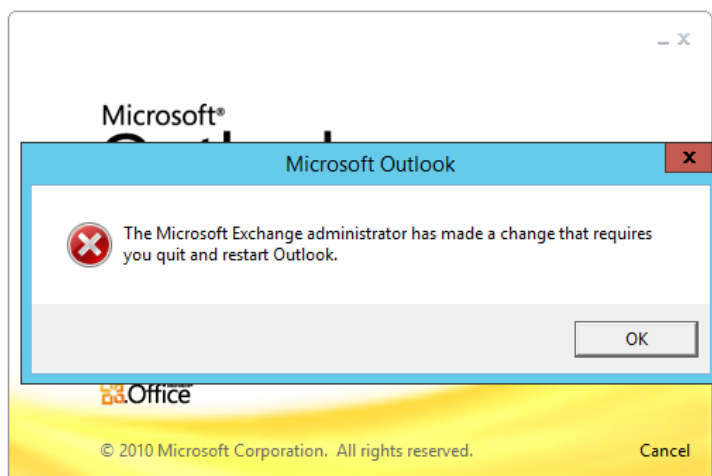 Microsoft®
Microsoft Outlook
The Microsoft Exchange administrator has made a change that requires
you quit and restart Outlook.
OK
Office
© 2010 Microsoft Corporation. All rights reserved.
Cancel